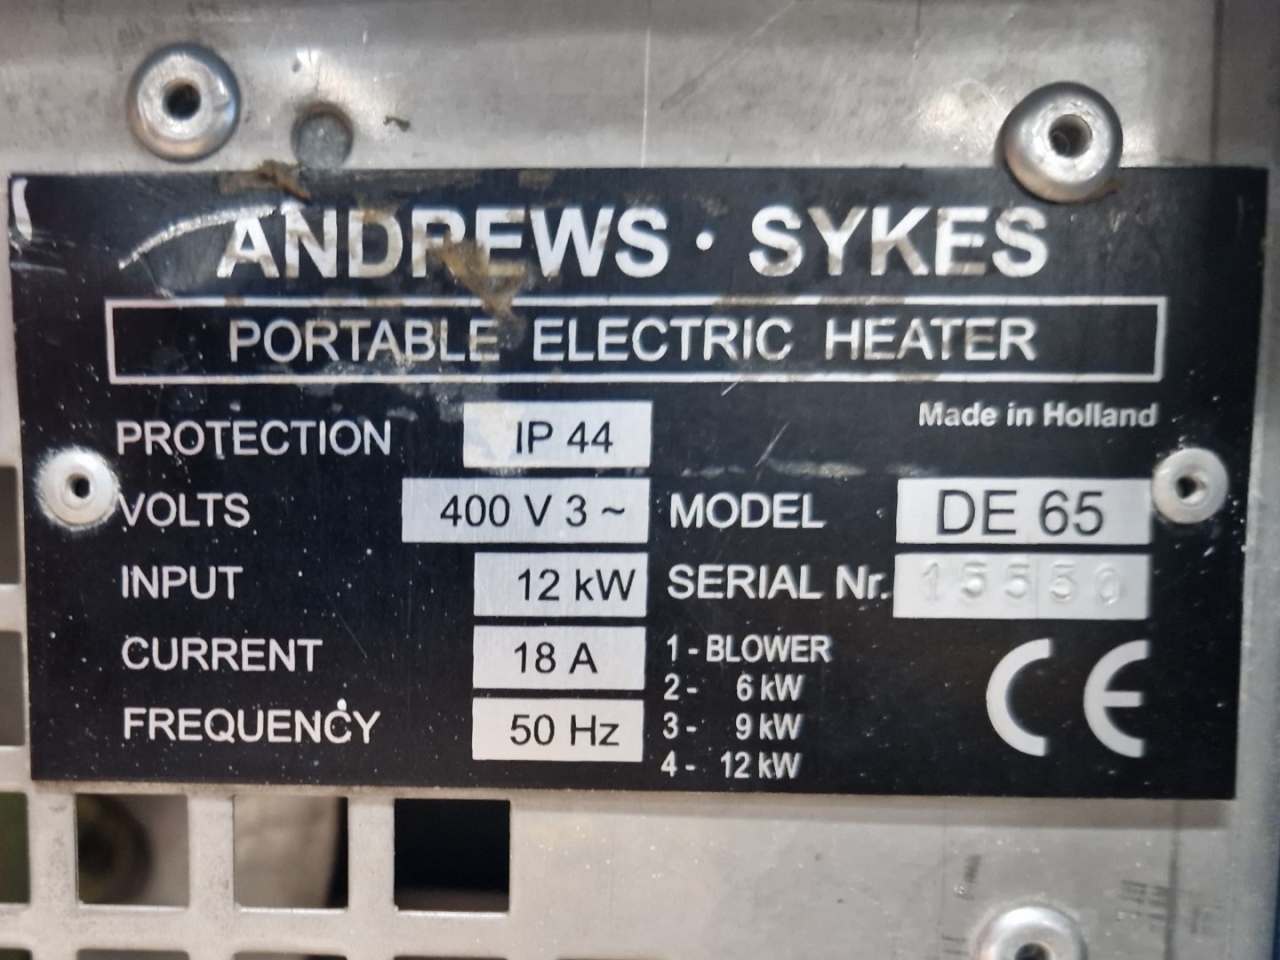 ANDREWS · SYKES
PORTABLE ELECTRIC HEATER
Made in Holland
PROTECTION IP 44
VOLTS 400 V 3 ~
INPUT 12 kW
CURRENT 18 A
FREQUENCY 50 Hz
MODEL DE 65
SERIAL Nr. 15550
1 - BLOWER
2 - 6 kW
3 - 9 kW
4 - 12 kW
CE